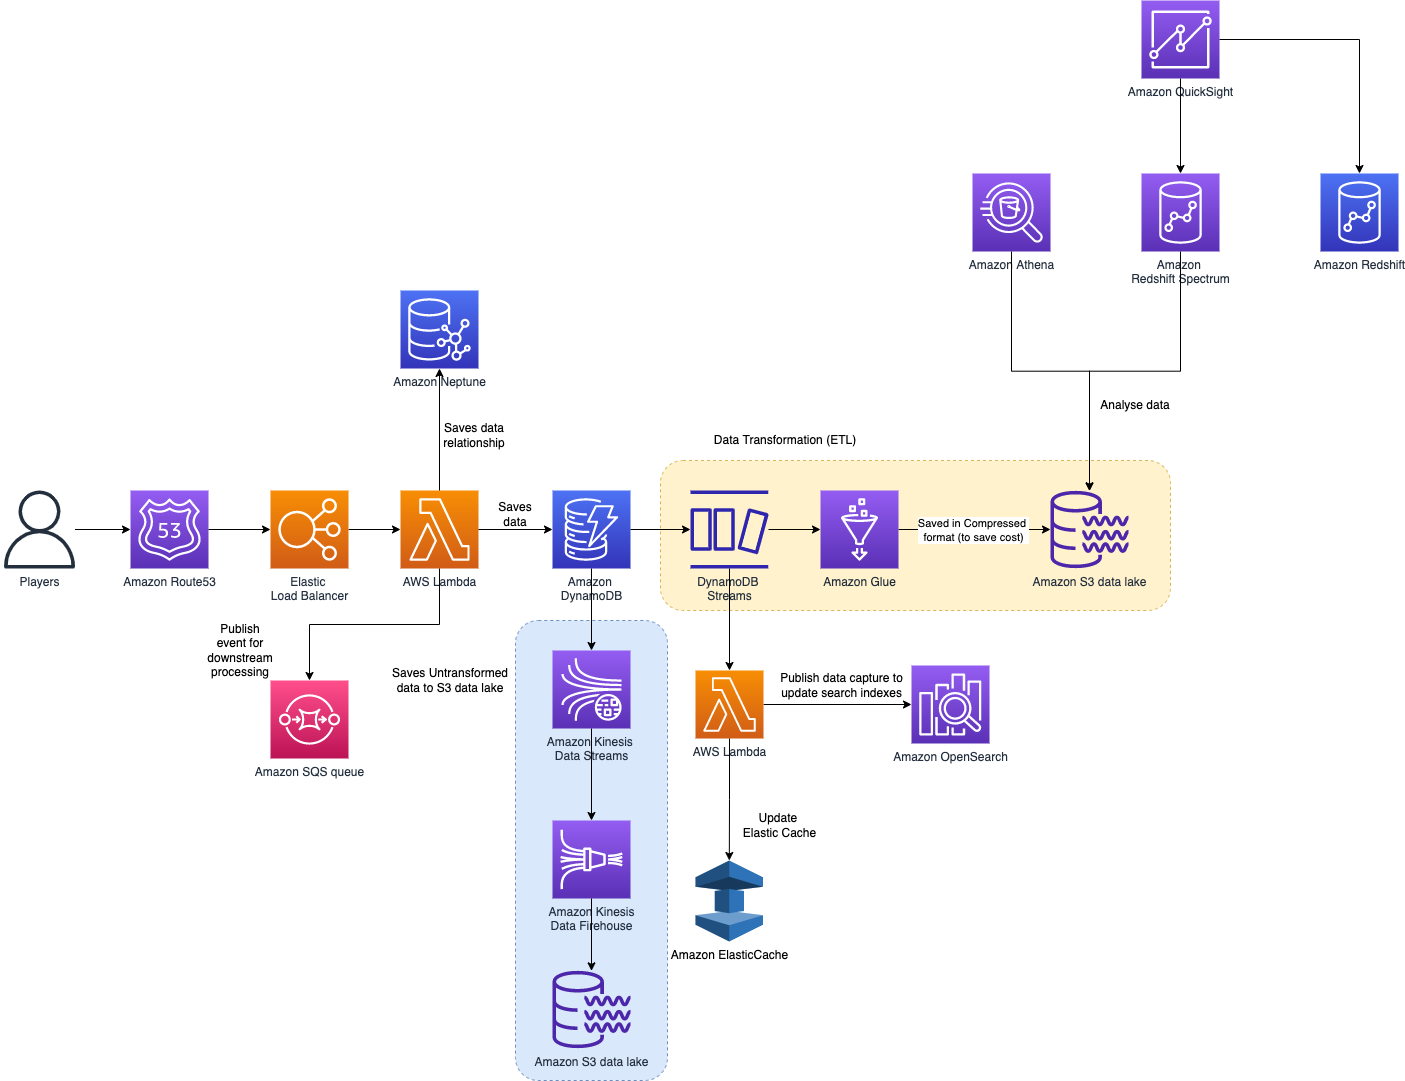 Amazon QuickSight
Amazon Athena
Amazon
Redshift Spectrum
Amazon Redshift
Amazon Neptune
Analyse data
Saves data
relationship
Data Transformation (ETL)
Players
53
Amazon Route53
Elastic
Load Balancer
AWS Lambda
Saves
data
Amazon
DynamoDB
DynamoDB
Streams
Amazon Glue
Saved in Compressed
format (to save cost)
Amazon S3 data lake
Publish
event for
downstream
processing
Amazon SQS queue
Saves Untransformed
data to S3 data lake
Amazon Kinesis
Data Streams
AWS Lambda
Publish data capture to
update search indexes
Amazon OpenSearch
Update
Elastic Cache
Amazon Kinesis
Data Firehouse
Amazon ElasticCache
Amazon S3 data lake